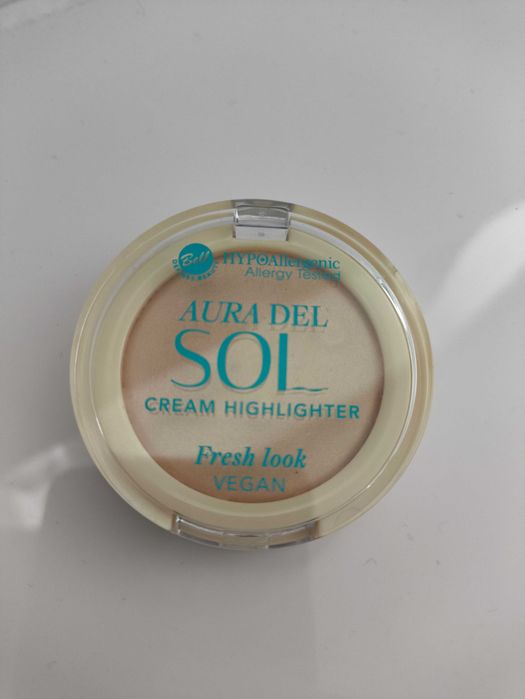 Bell
HYPOAllergenic
Allergy Tested
AURA DEL
SOL
CREAM HIGHLIGHTER
Fresh look
VEGAN